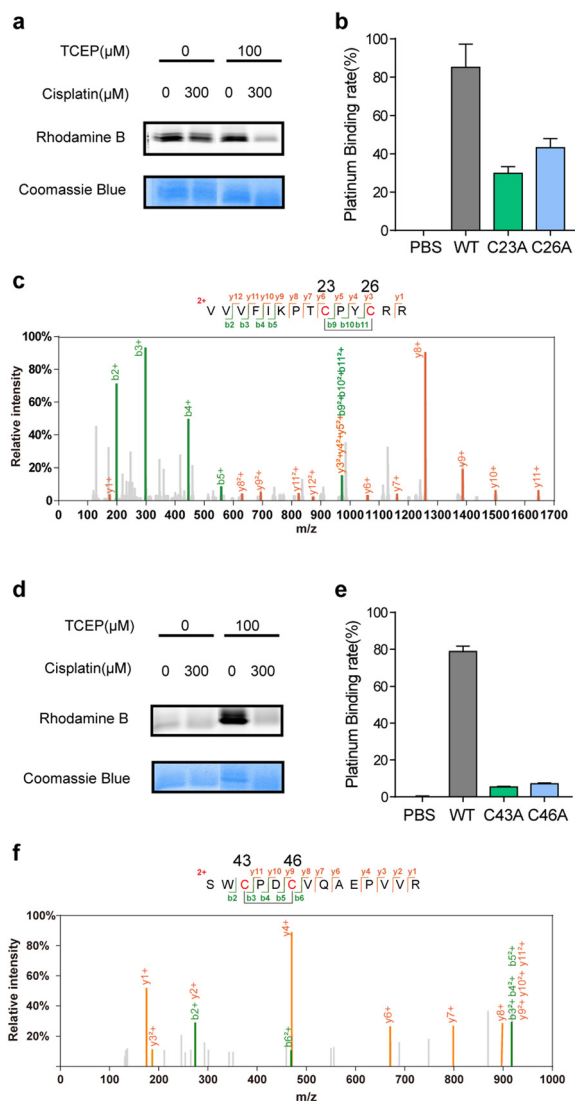 a
TCEP(μM) 0 100
Cisplatin(μM) 0 300 0 300
Rhodamine B
Coomassie Blue
b
Platinum Binding rate(%)
100
80
60
40
20
0
PBS WT C23A C26A
c
23 26
y12 y11 y10 y9 y8 y7 y6 y5 y4 y3 y1
2+
V V V F I K P T C P Y C R R
b2 b3 b4 b5 b9 b10 b11
Relative intensity
100%
80%
60%
40%
20%
0
y1+ b2+ b3+ b4+ b5+ y8²+ y9²+ y11²+ y12²+ y3²+y4²+y5²+ b9²+b10²+b11²+ y6+ y7+ y8+ y9+ y10+ y11+
0 100 200 300 400 500 600 700 800 900 1000 1100 1200 1300 1400 1500 1600 1700
m/z
d
TCEP(μM) 0 100
Cisplatin(μM) 0 300 0 300
Rhodamine B
Coomassie Blue
e
Platinum Binding rate(%)
100
80
60
40
20
0
PBS WT C43A C46A
f
43 46
y11 y10 y9 y8 y7 y6 y4 y3 y2 y1
2+
S W C P D C V Q A E P V V R
b2 b3 b4 b5 b6
Relative intensity
100%
80%
60%
40%
20%
y1+ y3²+ b2+ y2+ y4+ b6²+ y6+ y7+ y8+ b3²+ b4²+ b5²+ y9²+ y10²+ y11²+
0 100 200 300 400 500 600 700 800 900 1000
m/z